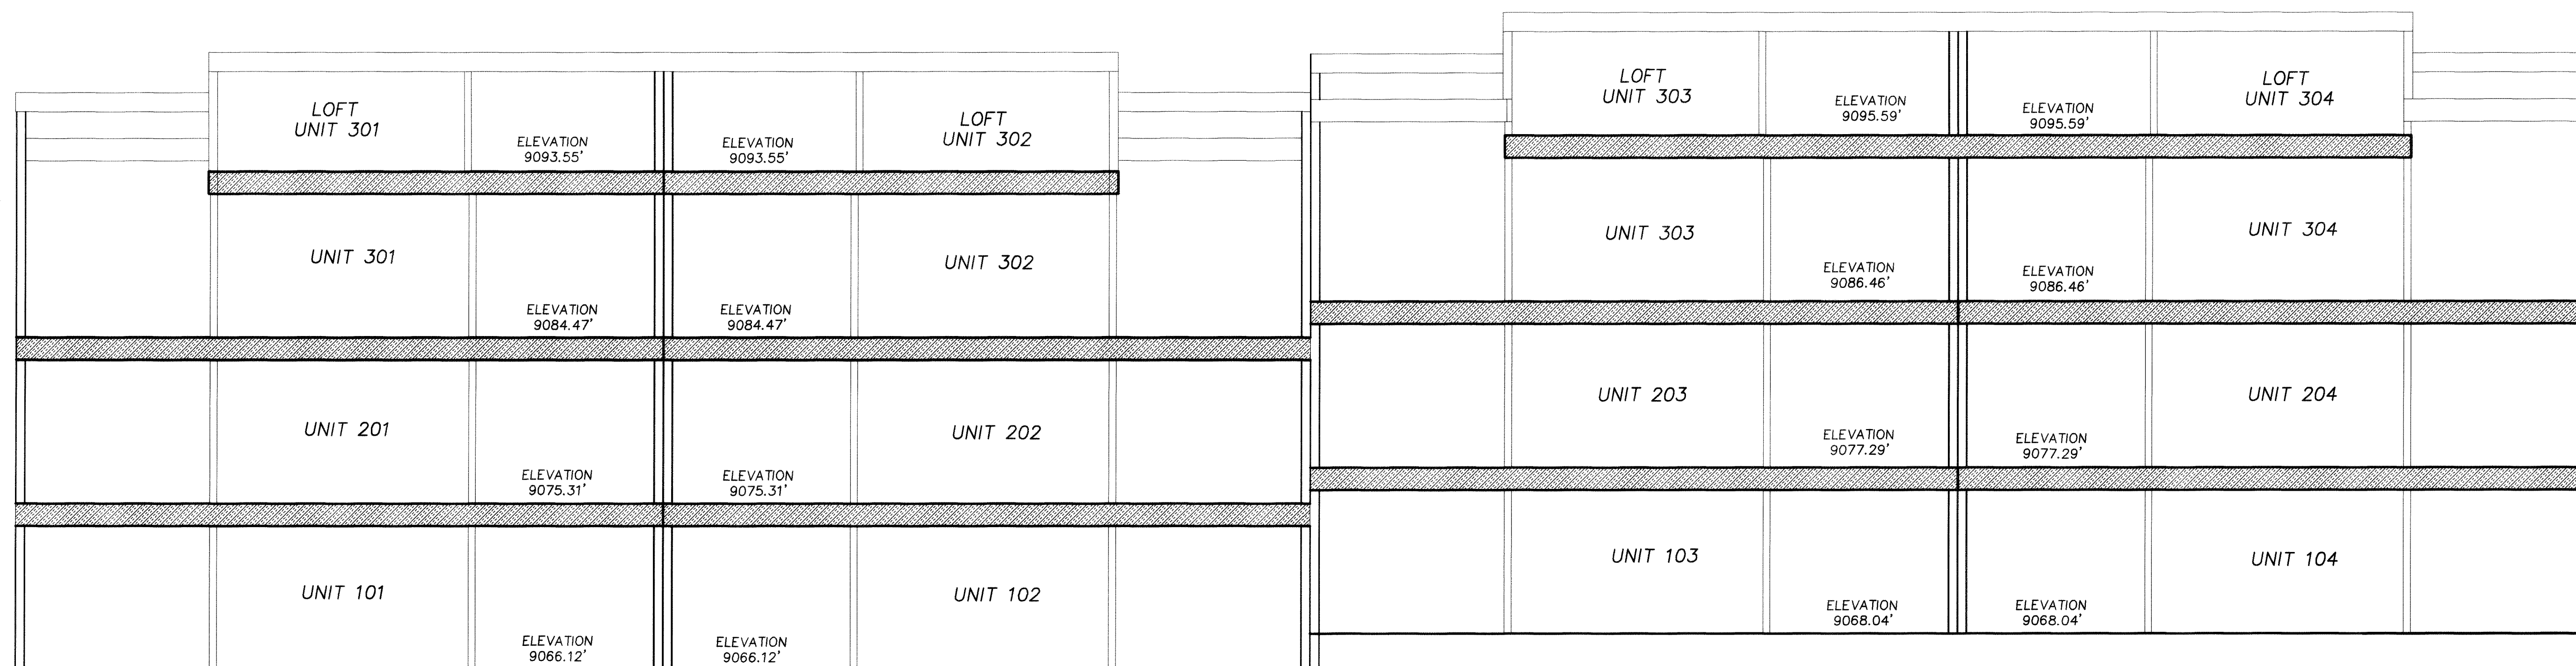 LOFT
UNIT 301
ELEVATION
9093.55'
ELEVATION
9093.55'
LOFT
UNIT 302
LOFT
UNIT 303
ELEVATION
9095.59'
ELEVATION
9095.59'
LOFT
UNIT 304
UNIT 301
ELEVATION
9084.47'
ELEVATION
9084.47'
UNIT 302
UNIT 303
ELEVATION
9086.46'
ELEVATION
9086.46'
UNIT 304
UNIT 201
ELEVATION
9075.31'
ELEVATION
9075.31'
UNIT 202
UNIT 203
ELEVATION
9077.29'
ELEVATION
9077.29'
UNIT 204
UNIT 101
ELEVATION
9066.12'
ELEVATION
9066.12'
UNIT 102
UNIT 103
ELEVATION
9068.04'
ELEVATION
9068.04'
UNIT 104